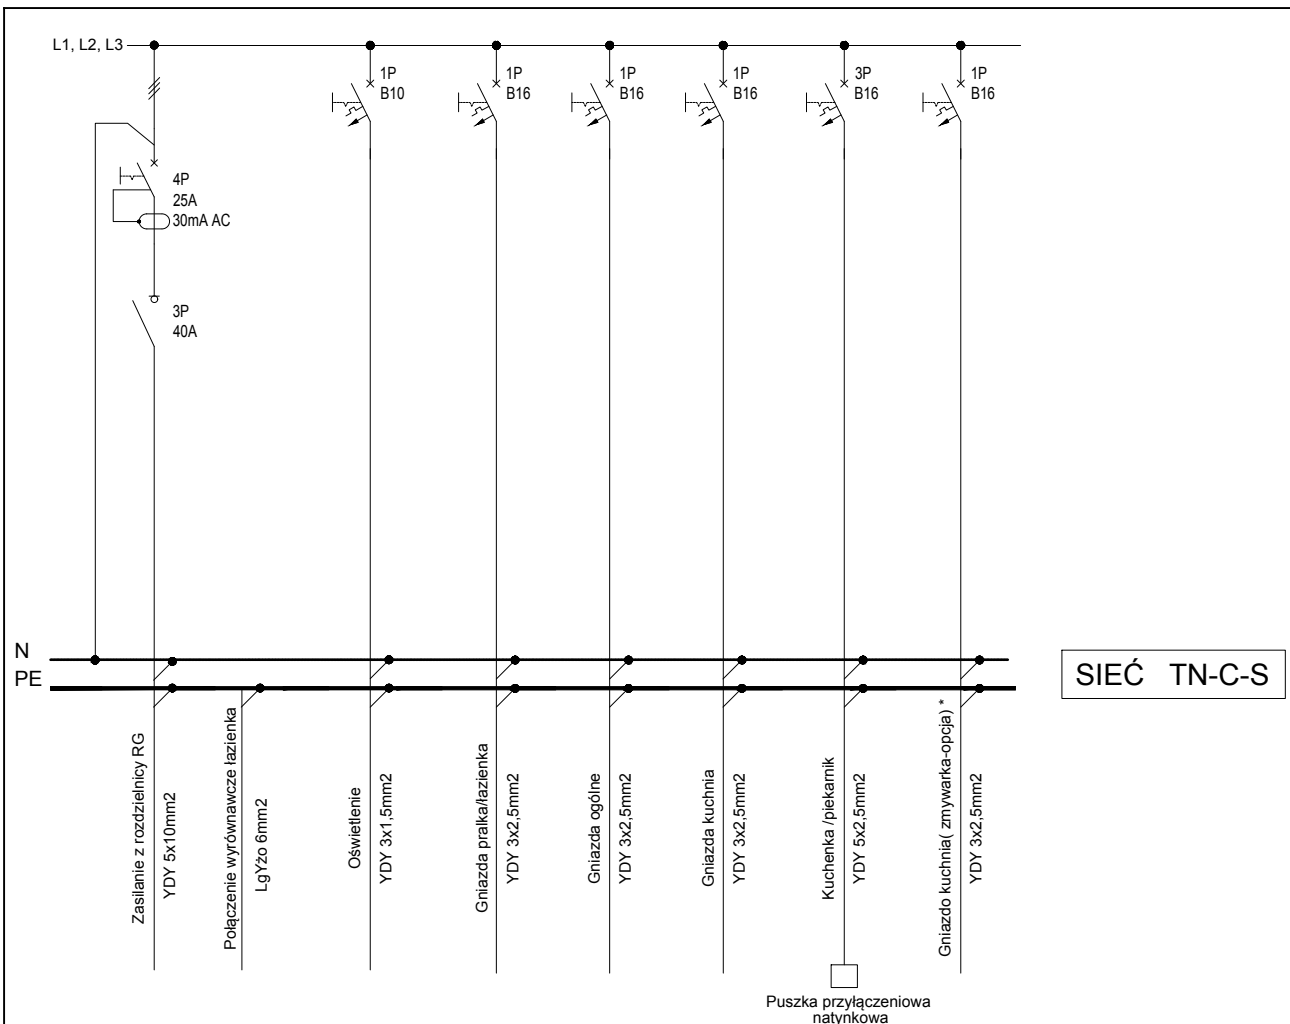 L1, L2, L3
4P
25A
30mA AC
3P
40A
1P
B10
1P
B16
1P
B16
1P
B16
3P
B16
1P
B16
N
PE
SIEĆ TN-C-S
Zasilanie z rozdzielnicy RG
YDY 5x10mm2
Połączenie wyrównawcze łazienka
LgYżo 6mm2
Oświetlenie
YDY 3x1,5mm2
Gniazda pralka/łazienka
YDY 3x2,5mm2
Gniazda ogólne
YDY 3x2,5mm2
Gniazda kuchnia
YDY 3x2,5mm2
Kuchenka /piekarnik
YDY 5x2,5mm2
Gniazdo kuchnia( zmywarka-opcja) *
YDY 3x2,5mm2
Puszka przyłączeniowa
natynkowa